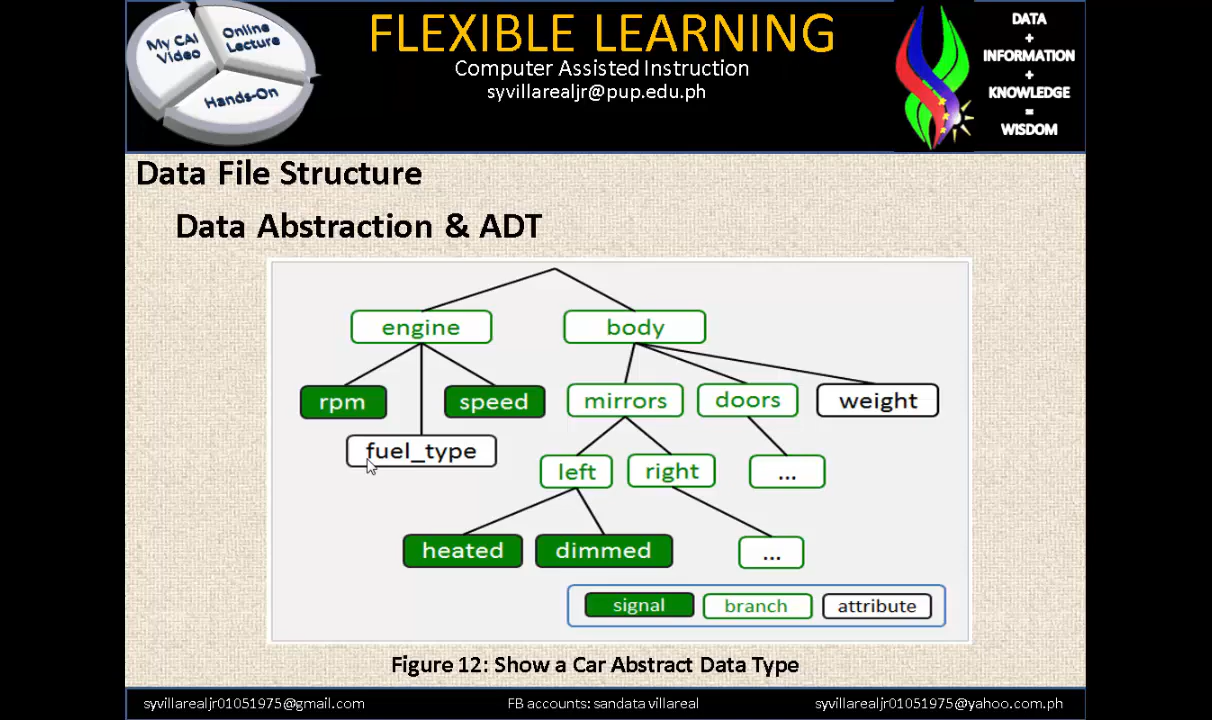 My CAI
Video
Online
Lecture
Hands-On
FLEXIBLE LEARNING
Computer Assisted Instruction
syvillarealjr@pup.edu.ph
DATA
+
INFORMATION
+
KNOWLEDGE
=
WISDOM
Data File Structure
Data Abstraction & ADT
engine
body
rpm
speed
mirrors
doors
weight
fuel_type
left
right
...
heated
dimmed
...
signal
branch
attribute
Figure 12: Show a Car Abstract Data Type
syvillarealjr01051975@gmail.com
FB accounts: sandata villareal
syvillarealjr01051975@yahoo.com.ph